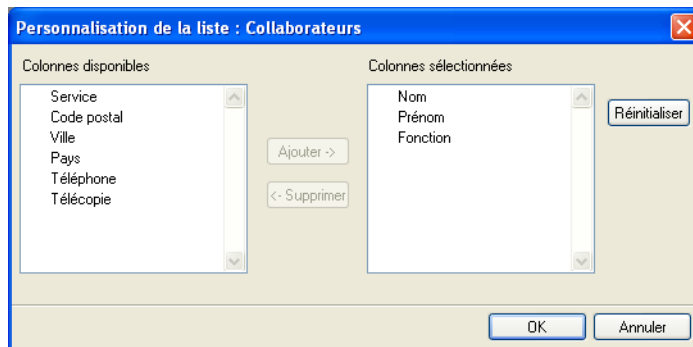 Personnalisation de la liste : Collaborateurs
Colonnes disponibles
Colonnes sélectionnées
Service
Code postal
Ville
Pays
Téléphone
Télécopie
Ajouter ->
<- Supprimer
Nom
Prénom
Fonction
Réinitialiser
OK
Annuler